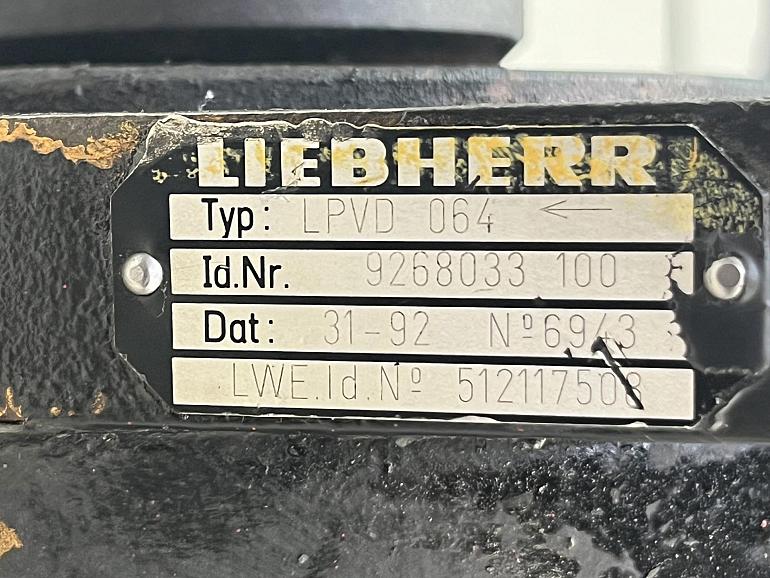 LIEBHERR
Typ: LPVD 064 ←
Id.Nr. 9268033 100
Dat: 31-92 Nº6943
LWE.Id.Nº 512117508